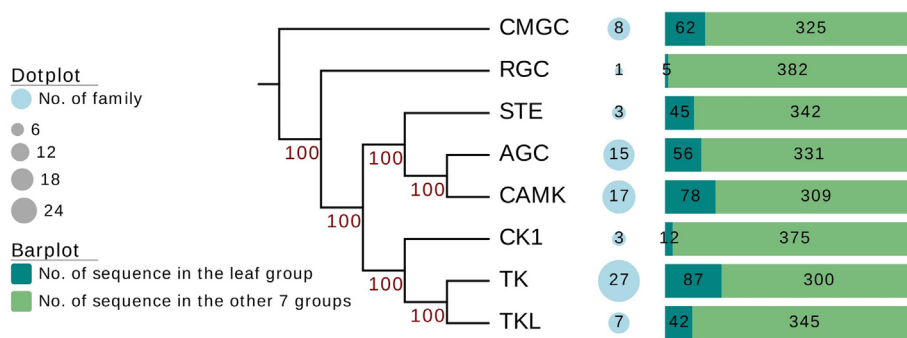 CMGC 8 62 325
RGC 1 5 382
Dotplot
No. of family
STE 3 45 342
6
100 100
12
AGC 15 56 331
18
100
CAMK 17 78 309
24
100
Barplot
CK1 3 12 375
No. of sequence in the leaf group
100
TK 27 87 300
No. of sequence in the other 7 groups
100
TKL 7 42 345